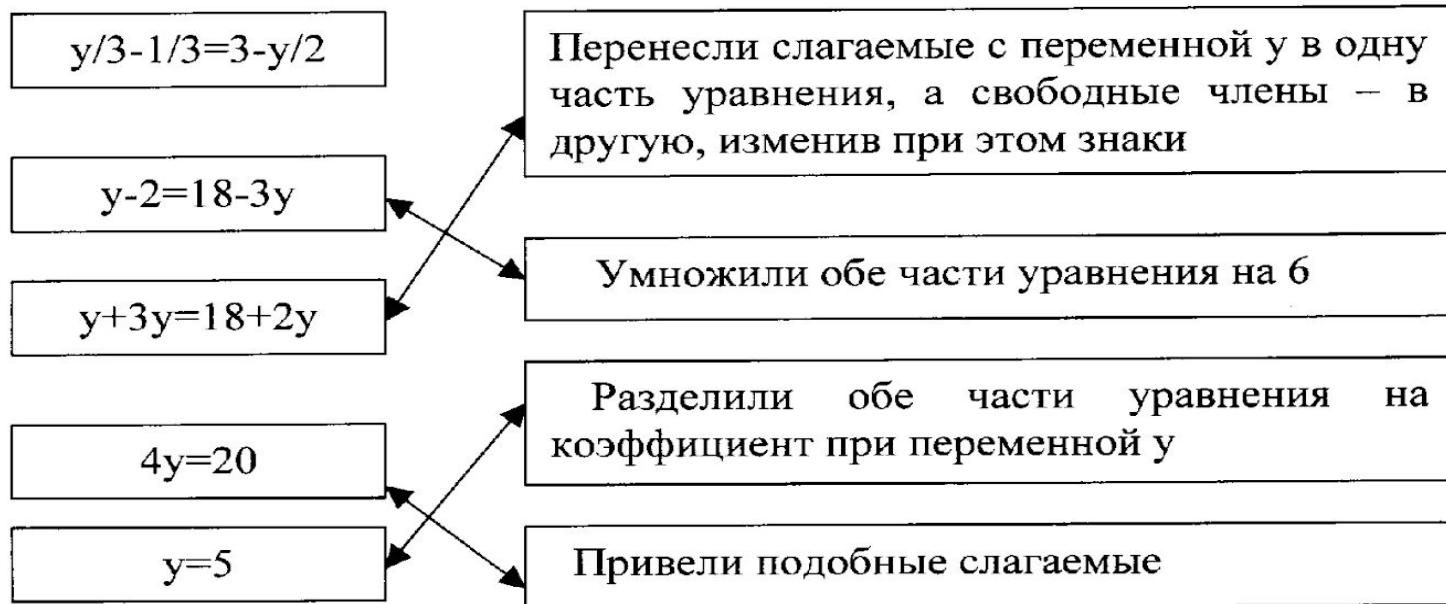 y/3-1/3=3-y/2
y-2=18-3y
y+3y=18+2y
4y=20
y=5
Перенесли слагаемые с переменной у в одну
часть уравнения, а свободные члены – в
другую, изменив при этом знаки
Умножили обе части уравнения на 6
Разделили обе части уравнения на
коэффициент при переменной у
Привели подобные слагаемые